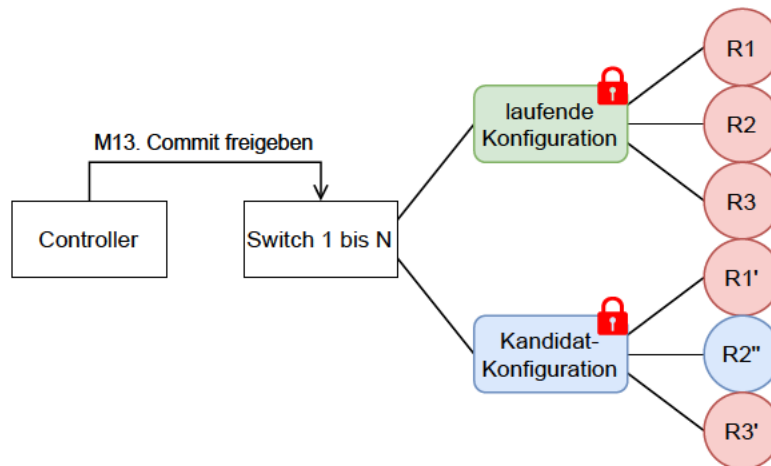 M13. Commit freigeben
Controller
Switch 1 bis N
laufende
Konfiguration
R1
R2
R3
Kandidat-
Konfiguration
R1'
R2"
R3'